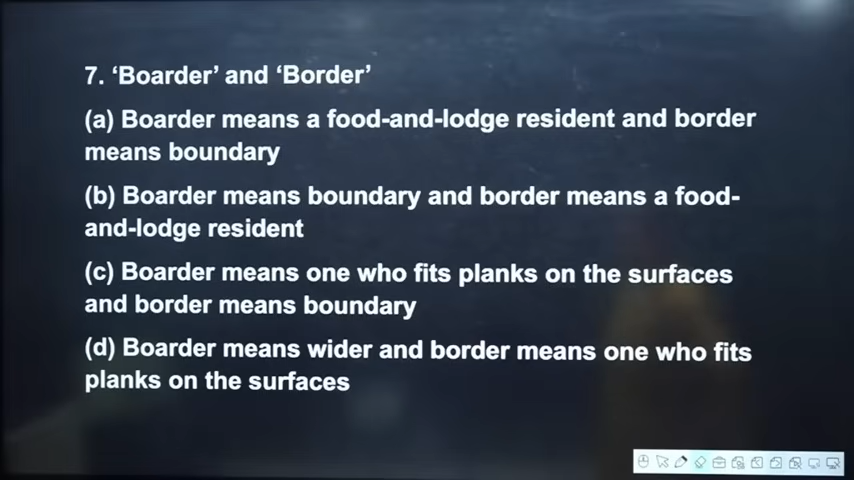 7. ‘Boarder’ and ‘Border’
(a) Boarder means a food-and-lodge resident and border
means boundary
(b) Boarder means boundary and border means a food-
and-lodge resident
(c) Boarder means one who fits planks on the surfaces
and border means boundary
(d) Boarder means wider and border means one who fits
planks on the surfaces